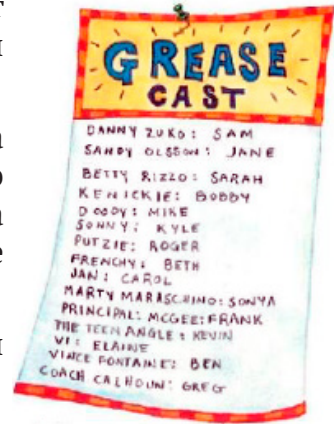 GREASE
CAST
DANNY ZUKO: SAM
SANDY OLSSON: JANE
BETTY RIZZO: SARAH
KENICKIE: BOBBY
DOODY: MIKE
SONNY: KYLE
PUTZIE: ROGER
FRENCHY: BETH
JAN: CAROL
MARTY MARASCHINO: SONYA
PRINCIPAL: MCGEE: FRANK
THE TEEN ANGLE: KEVIN
VI: ELAINE
VINCE FONTAINE: BEN
COACH CALHOUN: GREG